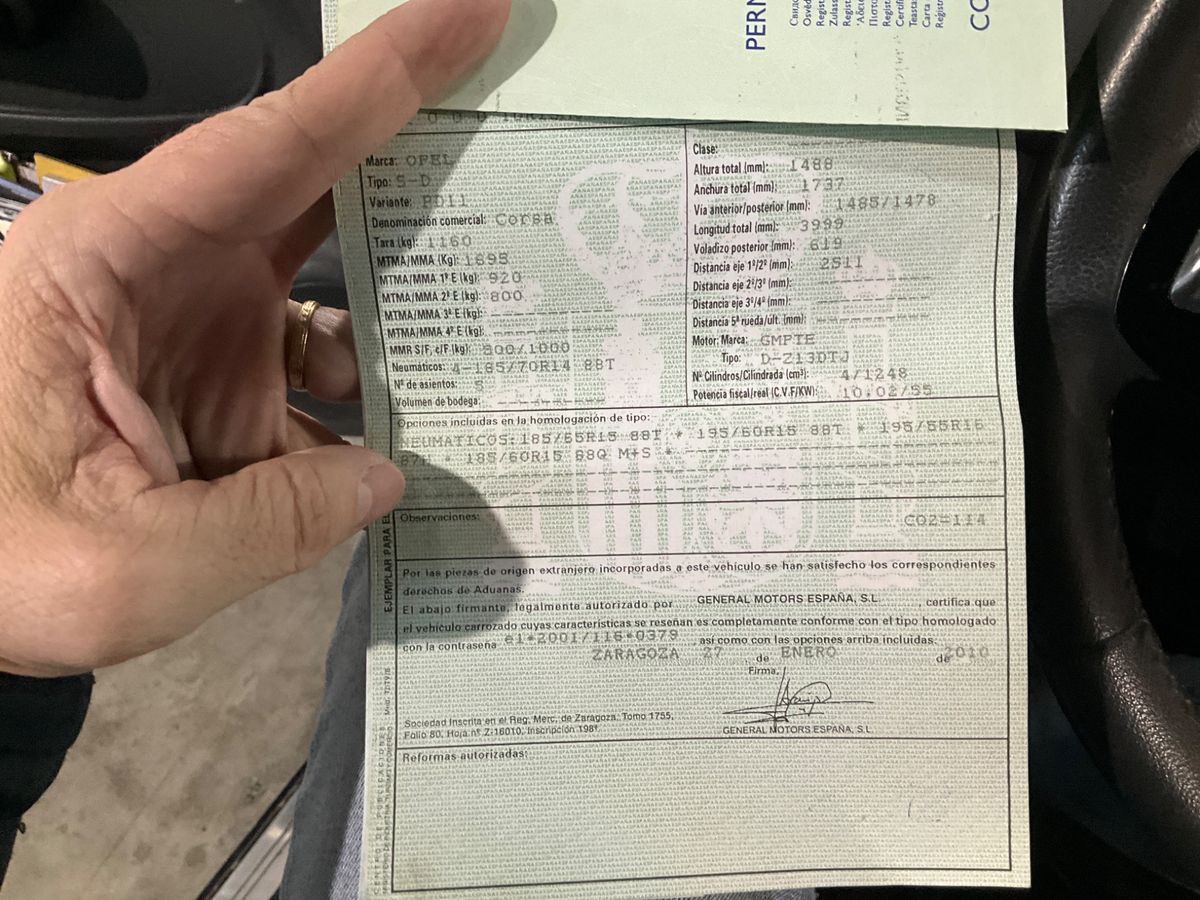 PERM
CO
Marca: OPEL
Tipo: S-D
Variante: PD11
Denominación comercial: Corsa
Tara (kg): 1160
MTMA/MMA (Kg): 1695
MTMA/MMA 1º E (kg): 920
MTMA/MMA 2º E (kg): 800
MTMA/MMA 3º E (kg):
MTMA/MMA 4º E (kg):
MMR S/F, c/F (kg): 500/1000
Neumáticos: 4-185/70R14 88T
Nº de asientos: 5
Volumen de bodega:
Clase:
Altura total (mm): 1488
Anchura total (mm): 1737
Vía anterior/posterior (mm): 1485/1478
Longitud total (mm): 3999
Voladizo posterior (mm): 619
Distancia eje 1º/2º (mm): 2511
Distancia eje 2º/3º (mm):
Distancia eje 3º/4º (mm):
Distancia 5ª rueda/últ. (mm):
Motor: Marca: GMPTE
Tipo: D-Z13DTJ
Nº Cilindros/Cilindrada (cm³): 4/1248
Potencia fiscal/real (C.V.F/KW): 10.02/55
Opciones incluidas en la homologación de tipo:
NEUMATICOS:185/65R15 88T * 195/60R15 88T * 195/55R16
87T * 185/60R15 88Q M+S *
Observaciones: CO2=114
Por las piezas de origen extranjero incorporadas a este vehículo se han satisfecho los correspondientes
derechos de Aduanas.
El abajo firmante, legalmente autorizado por GENERAL MOTORS ESPAÑA, S.L. , certifica que
el vehículo carrozado cuyas características se reseñan es completamente conforme con el tipo homologado
con la contraseña e1*2001/116*0379 así como con las opciones arriba incluidas.
ZARAGOZA 27 de ENERO de 2010
Firma,
Sociedad Inscrita en el Reg. Merc. de Zaragoza, Tomo 1755,
Folio 80, Hoja nº Z-16010, Inscripción 198ª
GENERAL MOTORS ESPAÑA, S.L.
Reformas autorizadas:
EJEMPLAR PARA EL